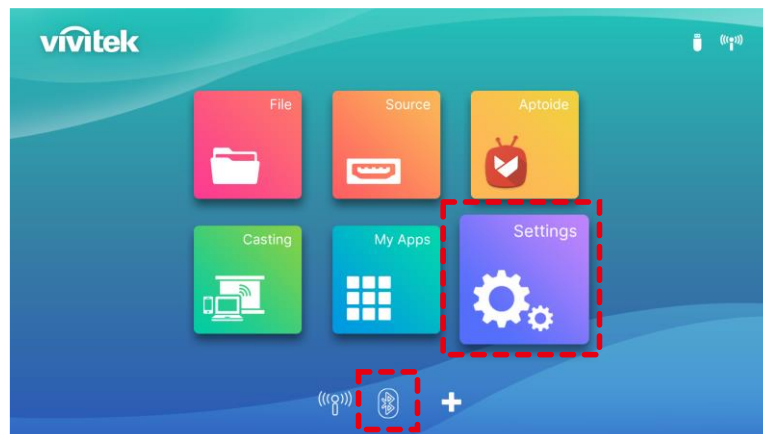 vivitek
File
Source
Aptoide
Casting
My Apps
Settings